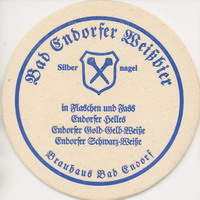 Bad Endorfer Weißbier
Silber nagel
in Flaschen und Fass
Endorfer Helles
Endorfer Gold-Gelb-Weiße
Endorfer Schwarz-Weiße
Brauhaus Bad Endorf